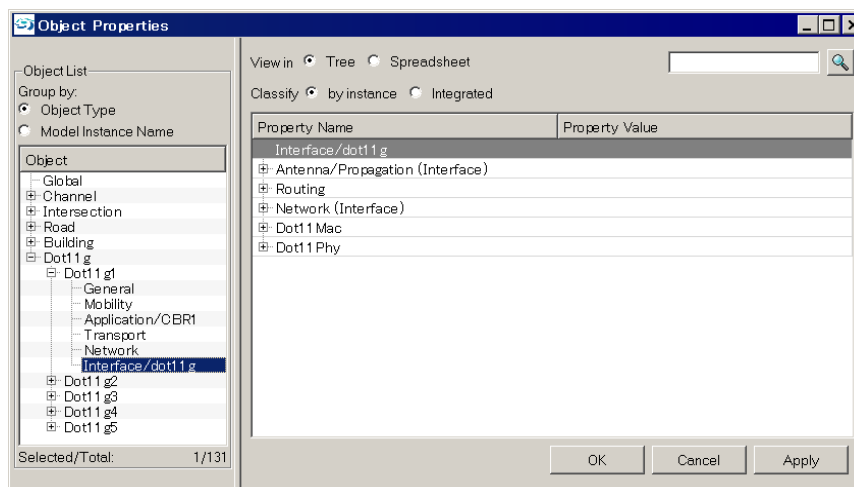 Object Properties
Object List
Group by:
Object Type
Model Instance Name
Object
Global
Channel
Intersection
Road
Building
Dot11g
Dot11g1
General
Mobility
Application/CBR1
Transport
Network
Interface/dot11g
Dot11g2
Dot11g3
Dot11g4
Dot11g5
Selected/Total: 1/131
View in Tree Spreadsheet
Classify by instance Integrated
Property Name Property Value
Interface/dot11g
Antenna/Propagation (Interface)
Routing
Network (Interface)
Dot11Mac
Dot11Phy
OK Cancel Apply